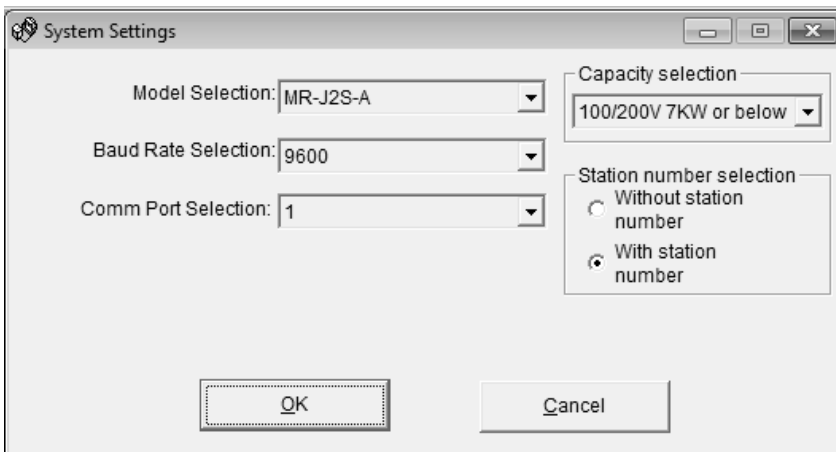 System Settings
Model Selection: MR-J2S-A
Baud Rate Selection: 9600
Comm Port Selection: 1
Capacity selection
100/200V 7KW or below
Station number selection
Without station
number
With station
number
OK
Cancel